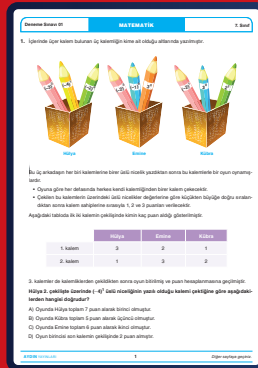 Deneme Sınavı 01 MATEMATİK 7. Sınıf
1. İçlerinde üçer kalem bulunan üç kalemliğin kime ait olduğu altlarında yazılmıştır.
Hülya Emine Kübra
Bu üç arkadaşın her biri kalemlerine birer üslü nicelik yazdıktan sonra bu kalemlerle bir oyun oynamışlardır.
• Oyuna göre her defasında herkes kendi kalemliğinden birer kalem çekecektir.
• Çekilen bu kalemlerin üzerindeki üslü nicelikler değerlerine göre küçükten büyüğe doğru sıralandıktan sonra kalem sahiplerine sırasıyla 1, 2 ve 3 puanları verilecektir.
Aşağıdaki tabloda ilk iki kalemin çekilişinde kimin kaç puan aldığı gösterilmiştir.
Hülya Emine Kübra
1. kalem 3 2 1
2. kalem 1 3 2
3. kalemler de kalemliklerden çekildikten sonra oyun bitirilmiş ve puan hesaplanmasına geçilmiştir.
Hülya 2. çekilişte üzerinde üslü niceliğinin yazılı olduğu kalemi çektiğine göre aşağıdakilerden hangisi doğrudur?
A) Oyunda Hülya toplam 7 puan alarak birinci olmuştur.
B) Oyunda Kübra toplam 5 puan alarak üçüncü olmuştur.
C) Oyunda Emine toplam 6 puan alarak ikinci olmuştur.
D) Oyun birincisi son kalemin çekilişinde 2 puan almıştır.
1 Diğer sayfaya geçiniz.